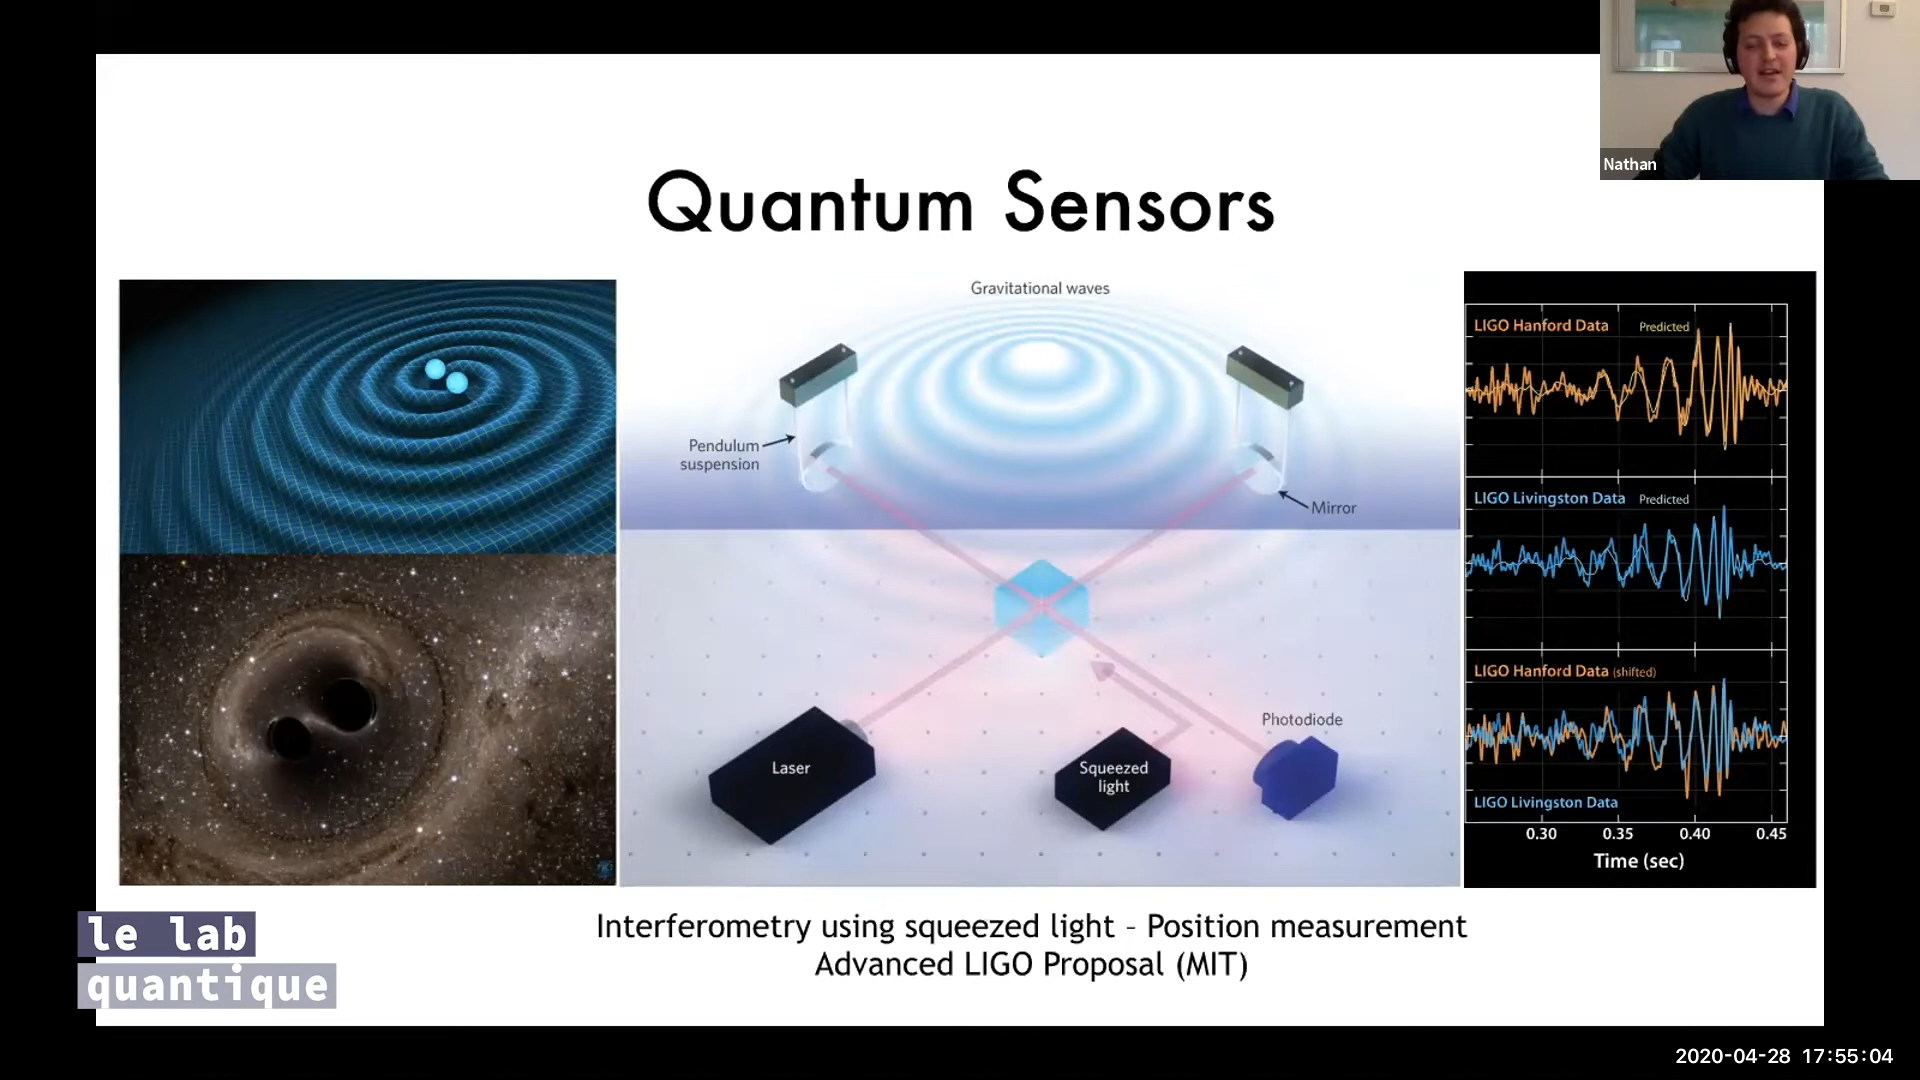 Nathan
Quantum Sensors
Gravitational waves
Pendulum
suspension
Mirror
Laser
Squeezed
light
Photodiode
LIGO Hanford Data Predicted
LIGO Livingston Data Predicted
LIGO Hanford Data (shifted)
LIGO Livingston Data
0.30 0.35 0.40 0.45
Time (sec)
Interferometry using squeezed light – Position measurement
Advanced LIGO Proposal (MIT)
le lab
quantique
2020-04-28 17:55:04